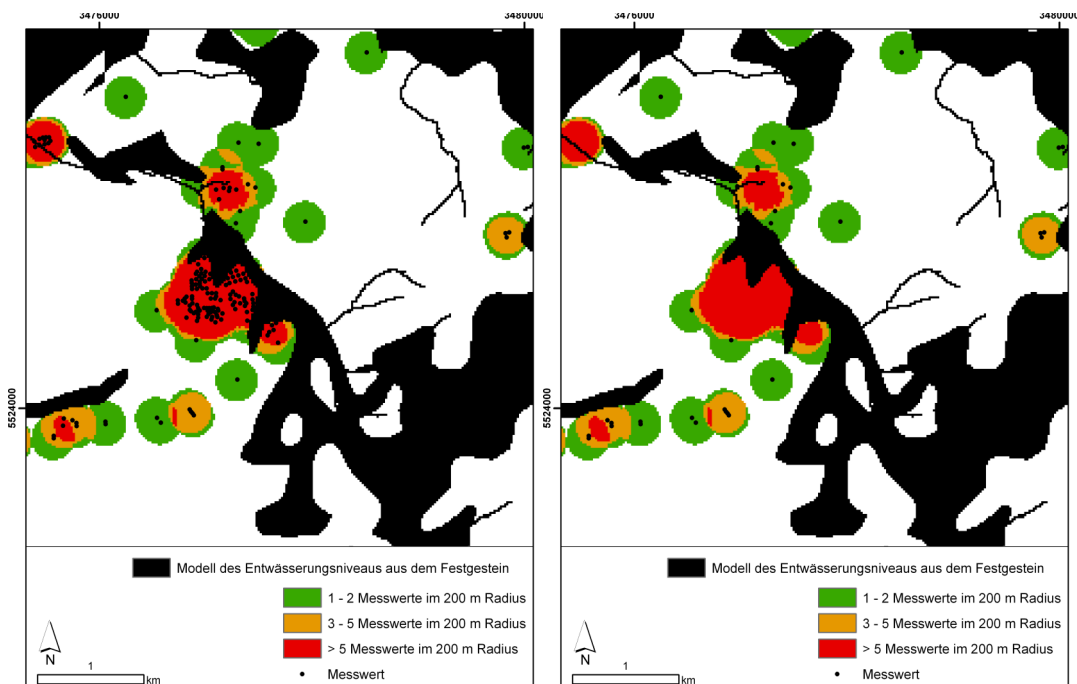 3476000
3480000
5524000
Modell des Entwässerungsniveaus aus dem Festgestein
1 - 2 Messwerte im 200 m Radius
3 - 5 Messwerte im 200 m Radius
> 5 Messwerte im 200 m Radius
Messwert
N
1
km
3476000
3480000
5524000
Modell des Entwässerungsniveaus aus dem Festgestein
1 - 2 Messwerte im 200 m Radius
3 - 5 Messwerte im 200 m Radius
> 5 Messwerte im 200 m Radius
Messwert
N
1
km